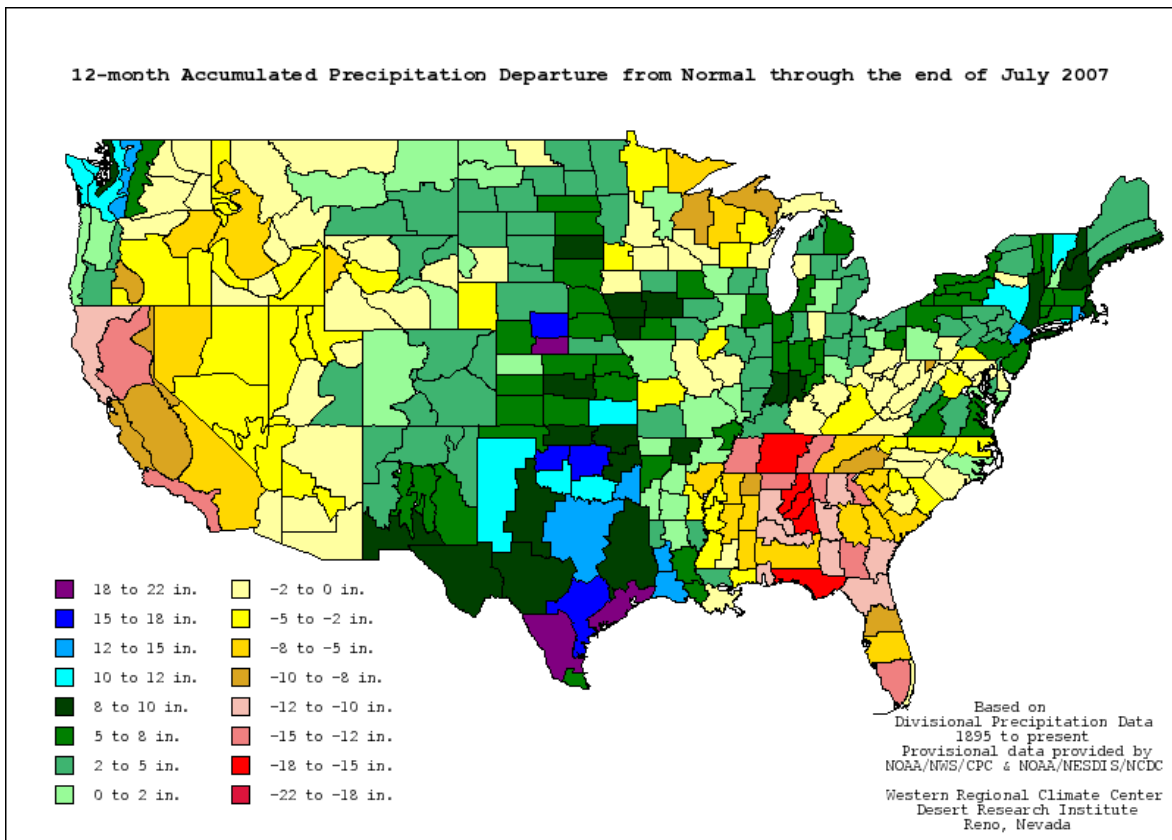 12-month Accumulated Precipitation Departure from Normal through the end of July 2007
18 to 22 in.
15 to 18 in.
12 to 15 in.
10 to 12 in.
8 to 10 in.
5 to 8 in.
2 to 5 in.
0 to 2 in.
-2 to 0 in.
-5 to -2 in.
-8 to -5 in.
-10 to -8 in.
-12 to -10 in.
-15 to -12 in.
-18 to -15 in.
-22 to -18 in.
Based on
Divisional Precipitation Data
1895 to present
Provisional data provided by
NOAA/NWS/CPC & NOAA/NESDIS/NCDC
Western Regional Climate Center
Desert Research Institute
Reno, Nevada